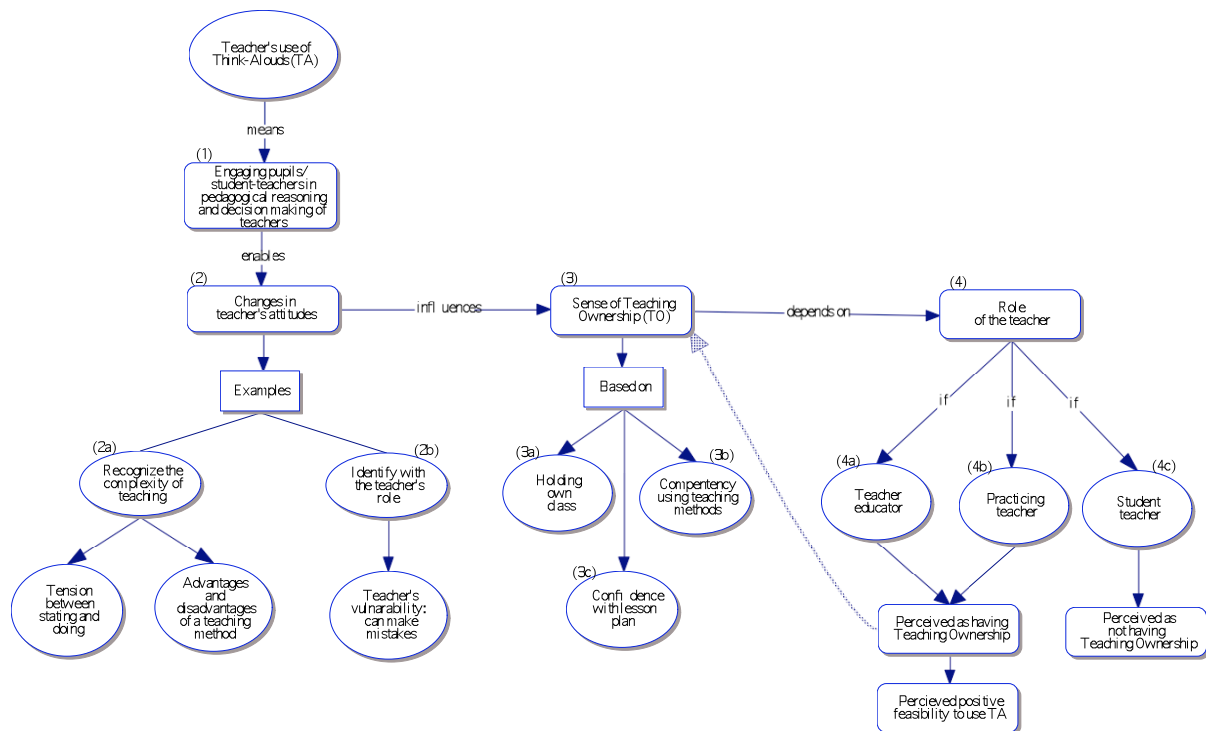 Teacher's use of
Think-Alouds (TA)
means
(1)
Engaging pupils/
student-teachers in
pedagogical reasoning
and decision making of
teachers
enables
(2)
Changes in
teacher's attitudes
influences
(3)
Sense of Teaching
Ownership (TO)
depends on
(4)
Role
of the teacher
Examples
Based on
if
if
if
(2a)
Recognize the
complexity of
teaching
(2b)
Identify with
the teacher's
role
(3a)
Holding
own
class
(3b)
Compentency
using teaching
methods
(4a)
Teacher
educator
(4b)
Practicing
teacher
(4c)
Student
teacher
Tension
between
stating and
doing
Advantages
and
disadvantages
of a teaching
method
Teacher's
vulnarability:
can make
mistakes
(3c)
Confidence
with lesson
plan
Perceived as having
Teaching Ownership
Perceived as
not having
Teaching Ownership
Percieved positive
feasibility to use TA